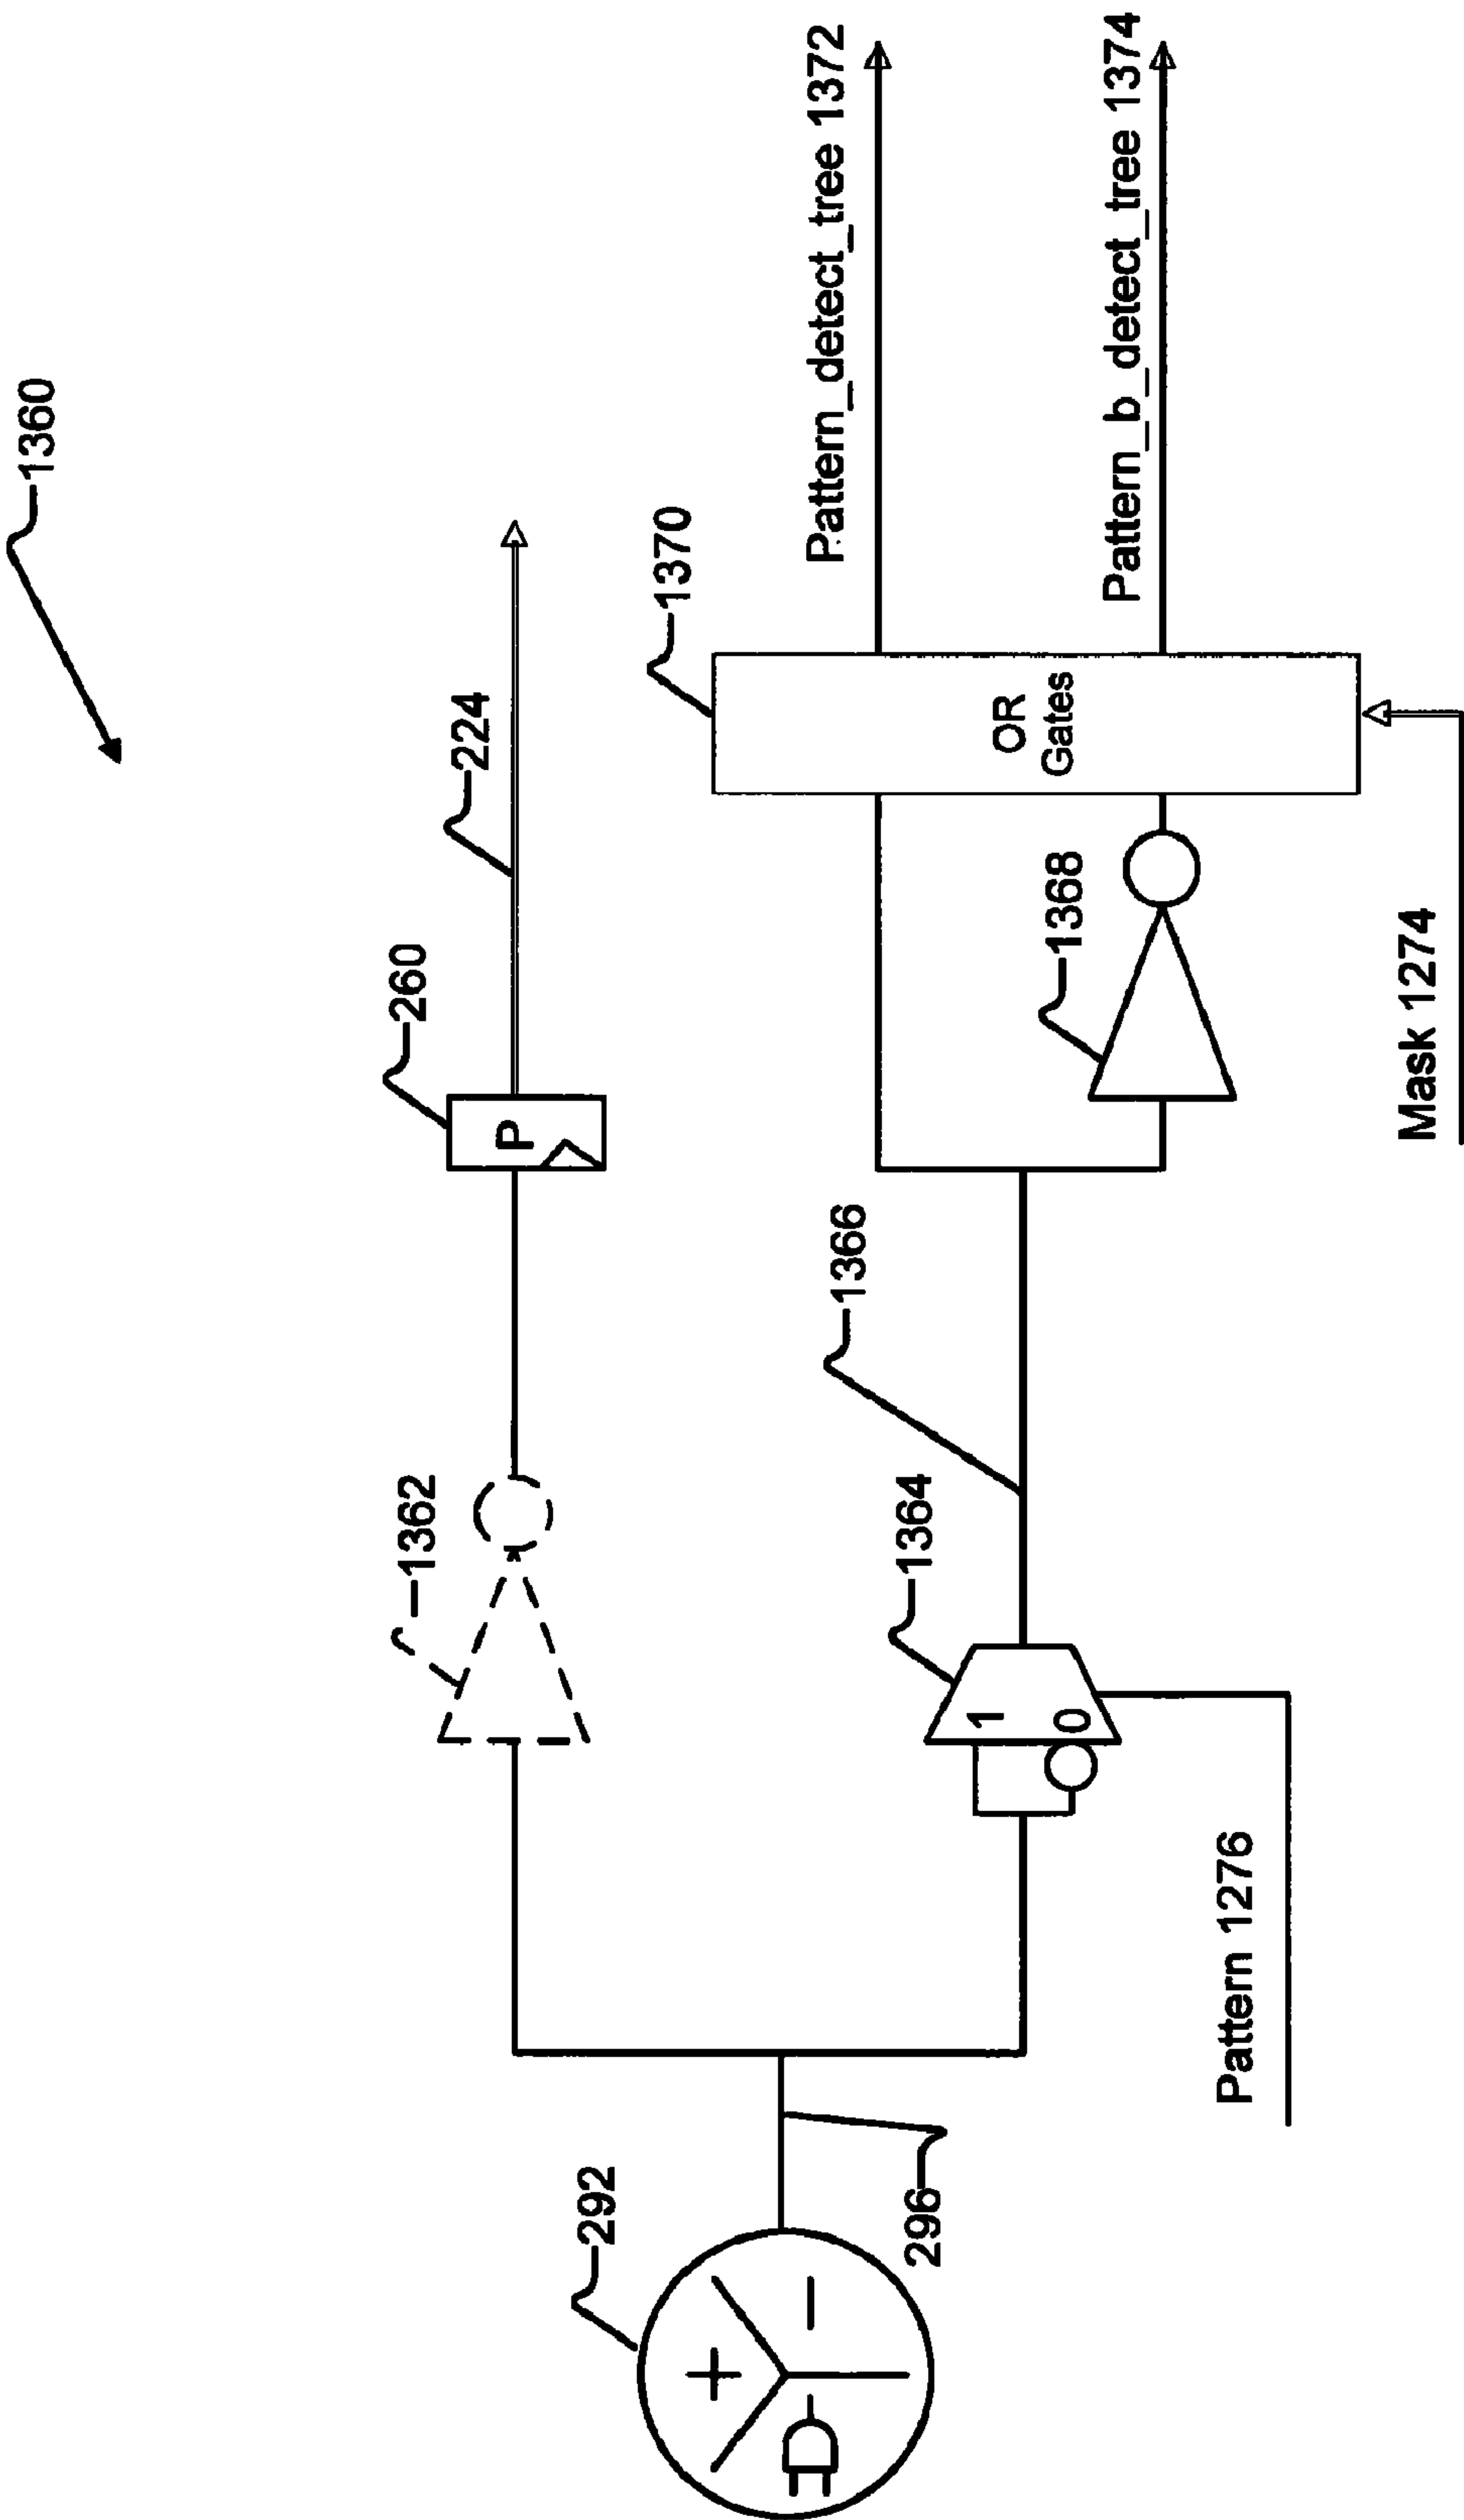 1360
224
260
1362
1370
Pattern_detect_tree 1372
Pattern_b_detect_tree 1374
OR
Gates
1368
1366
1364
1
0
P
Mask 1274
Pattern 1276
292
296